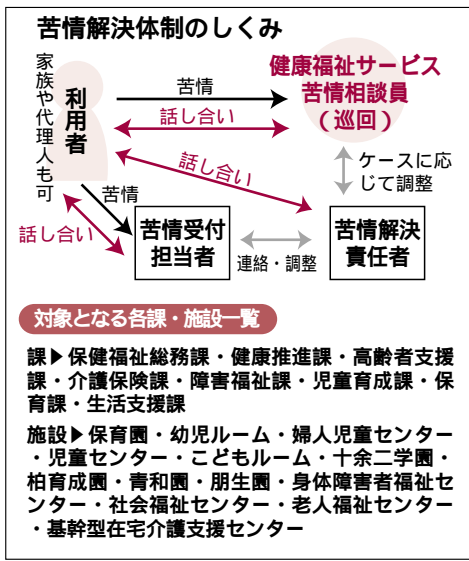 苦情解決体制のしくみ
家族や代理人も可
利用者
苦情
話し合い
健康福祉サービス
苦情相談員
（巡回）
話し合い
ケースに応
じて調整
苦情
話し合い
苦情受付
担当者
連絡・調整
苦情解決
責任者
対象となる各課・施設一覧
課▶保健福祉総務課・健康推進課・高齢者支援
課・介護保険課・障害福祉課・児童育成課・保
育課・生活支援課
施設▶保育園・幼児ルーム・婦人児童センター
・児童センター・こどもルーム・十余二学園・
柏育成園・青和園・朋生園・身体障害者福祉セ
ンター・社会福祉センター・老人福祉センター
・基幹型在宅介護支援センター